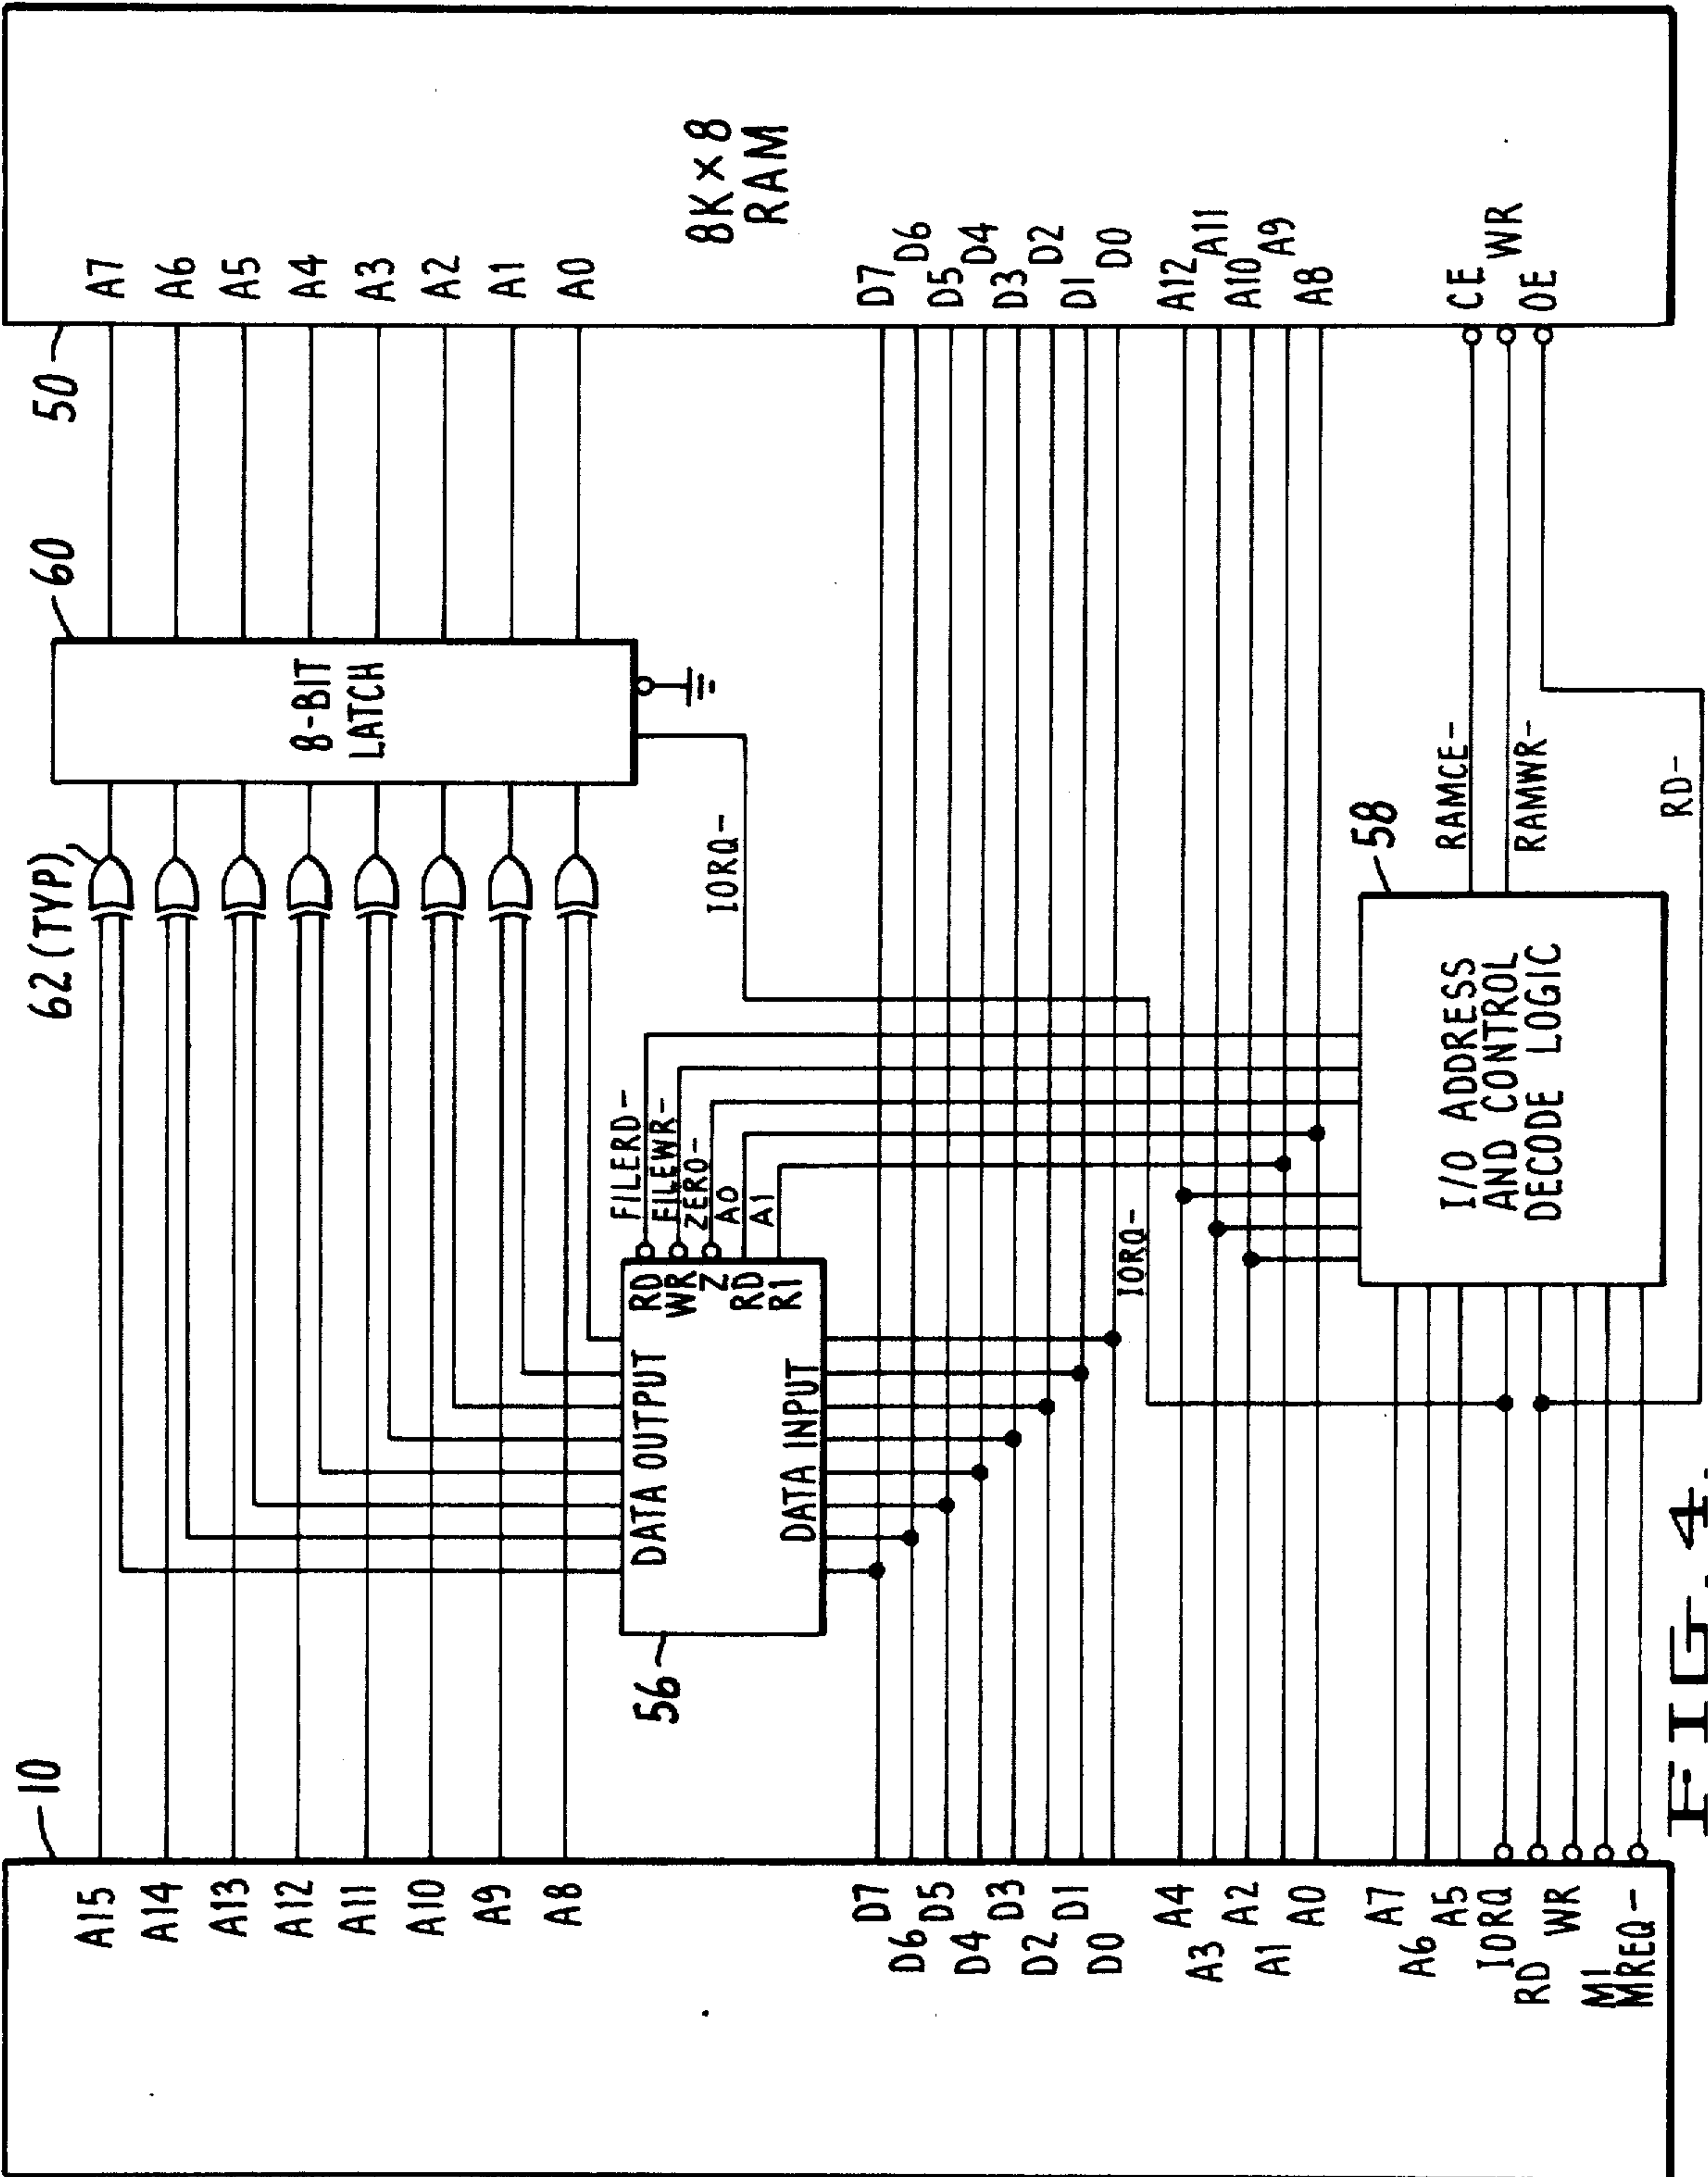 10
A15
A14
A13
A12
A11
A10
A9
A8
D7
D6
D5
D4
D3
D2
D1
D0
A4
A3
A2
A1
A0
A7
A6
A5
IORQ
RD
WR
M1
MREQ-
56
DATA OUTPUT
DATA INPUT
RD
WR
Z
RD
R1
FILERD-
FILEWR-
ZERO-
A0
A1
IORQ-
IORQ-
62 (TYP)
60
8-BIT
LATCH
58
I/O ADDRESS
AND CONTROL
DECODE LOGIC
RAMCE-
RAMWR-
RD-
50
A7
A6
A5
A4
A3
A2
A1
A0
8K×8
RAM
D7
D6
D5
D4
D3
D2
D1
D0
A12
A11
A10
A9
A8
CE
WR
OE
FIG. 4.